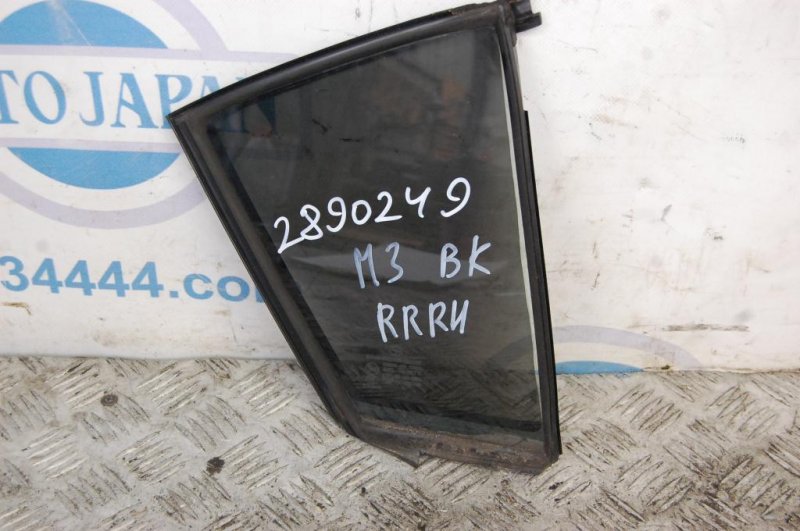 TO JAPAN
34444.co
2890249
M3 BK
RRRH